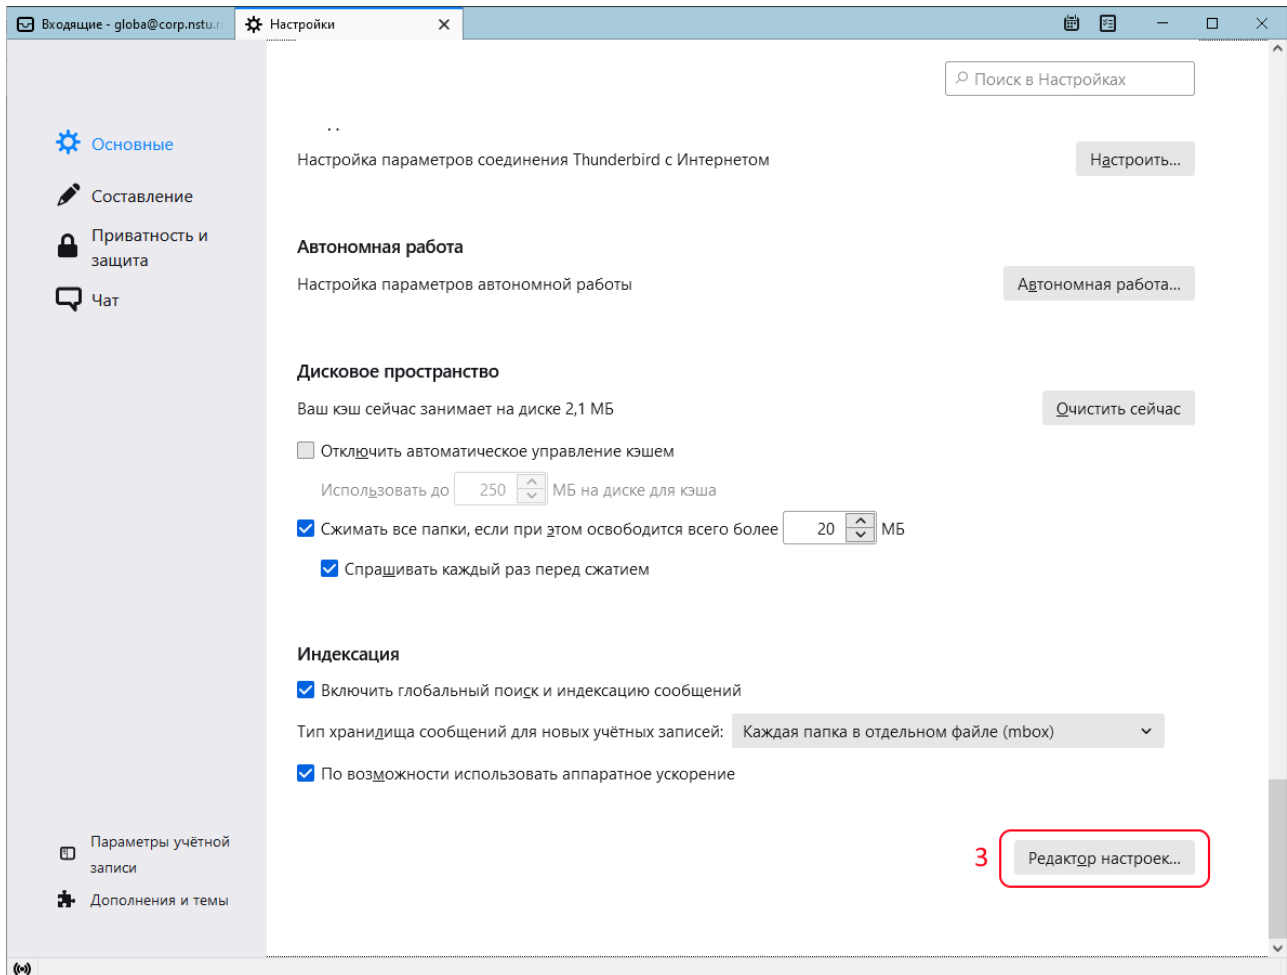 Входящие - globa@corp.nstu.r
Настройки
Поиск в Настройках
Основные
Настройка параметров соединения Thunderbird с Интернетом
Настроить...
Составление
Приватность и
защита
Чат
Автономная работа
Настройка параметров автономной работы
Автономная работа...
Дисковое пространство
Ваш кэш сейчас занимает на диске 2,1 МБ
Очистить сейчас
Отключить автоматическое управление кэшем
Использовать до 250 МБ на диске для кэша
Сжимать все папки, если при этом освободится всего более 20 МБ
Спрашивать каждый раз перед сжатием
Индексация
Включить глобальный поиск и индексацию сообщений
Тип хранилища сообщений для новых учётных записей: Каждая папка в отдельном файле (mbox)
По возможности использовать аппаратное ускорение
Параметры учётной
записи
3 Редактор настроек...
Дополнения и темы